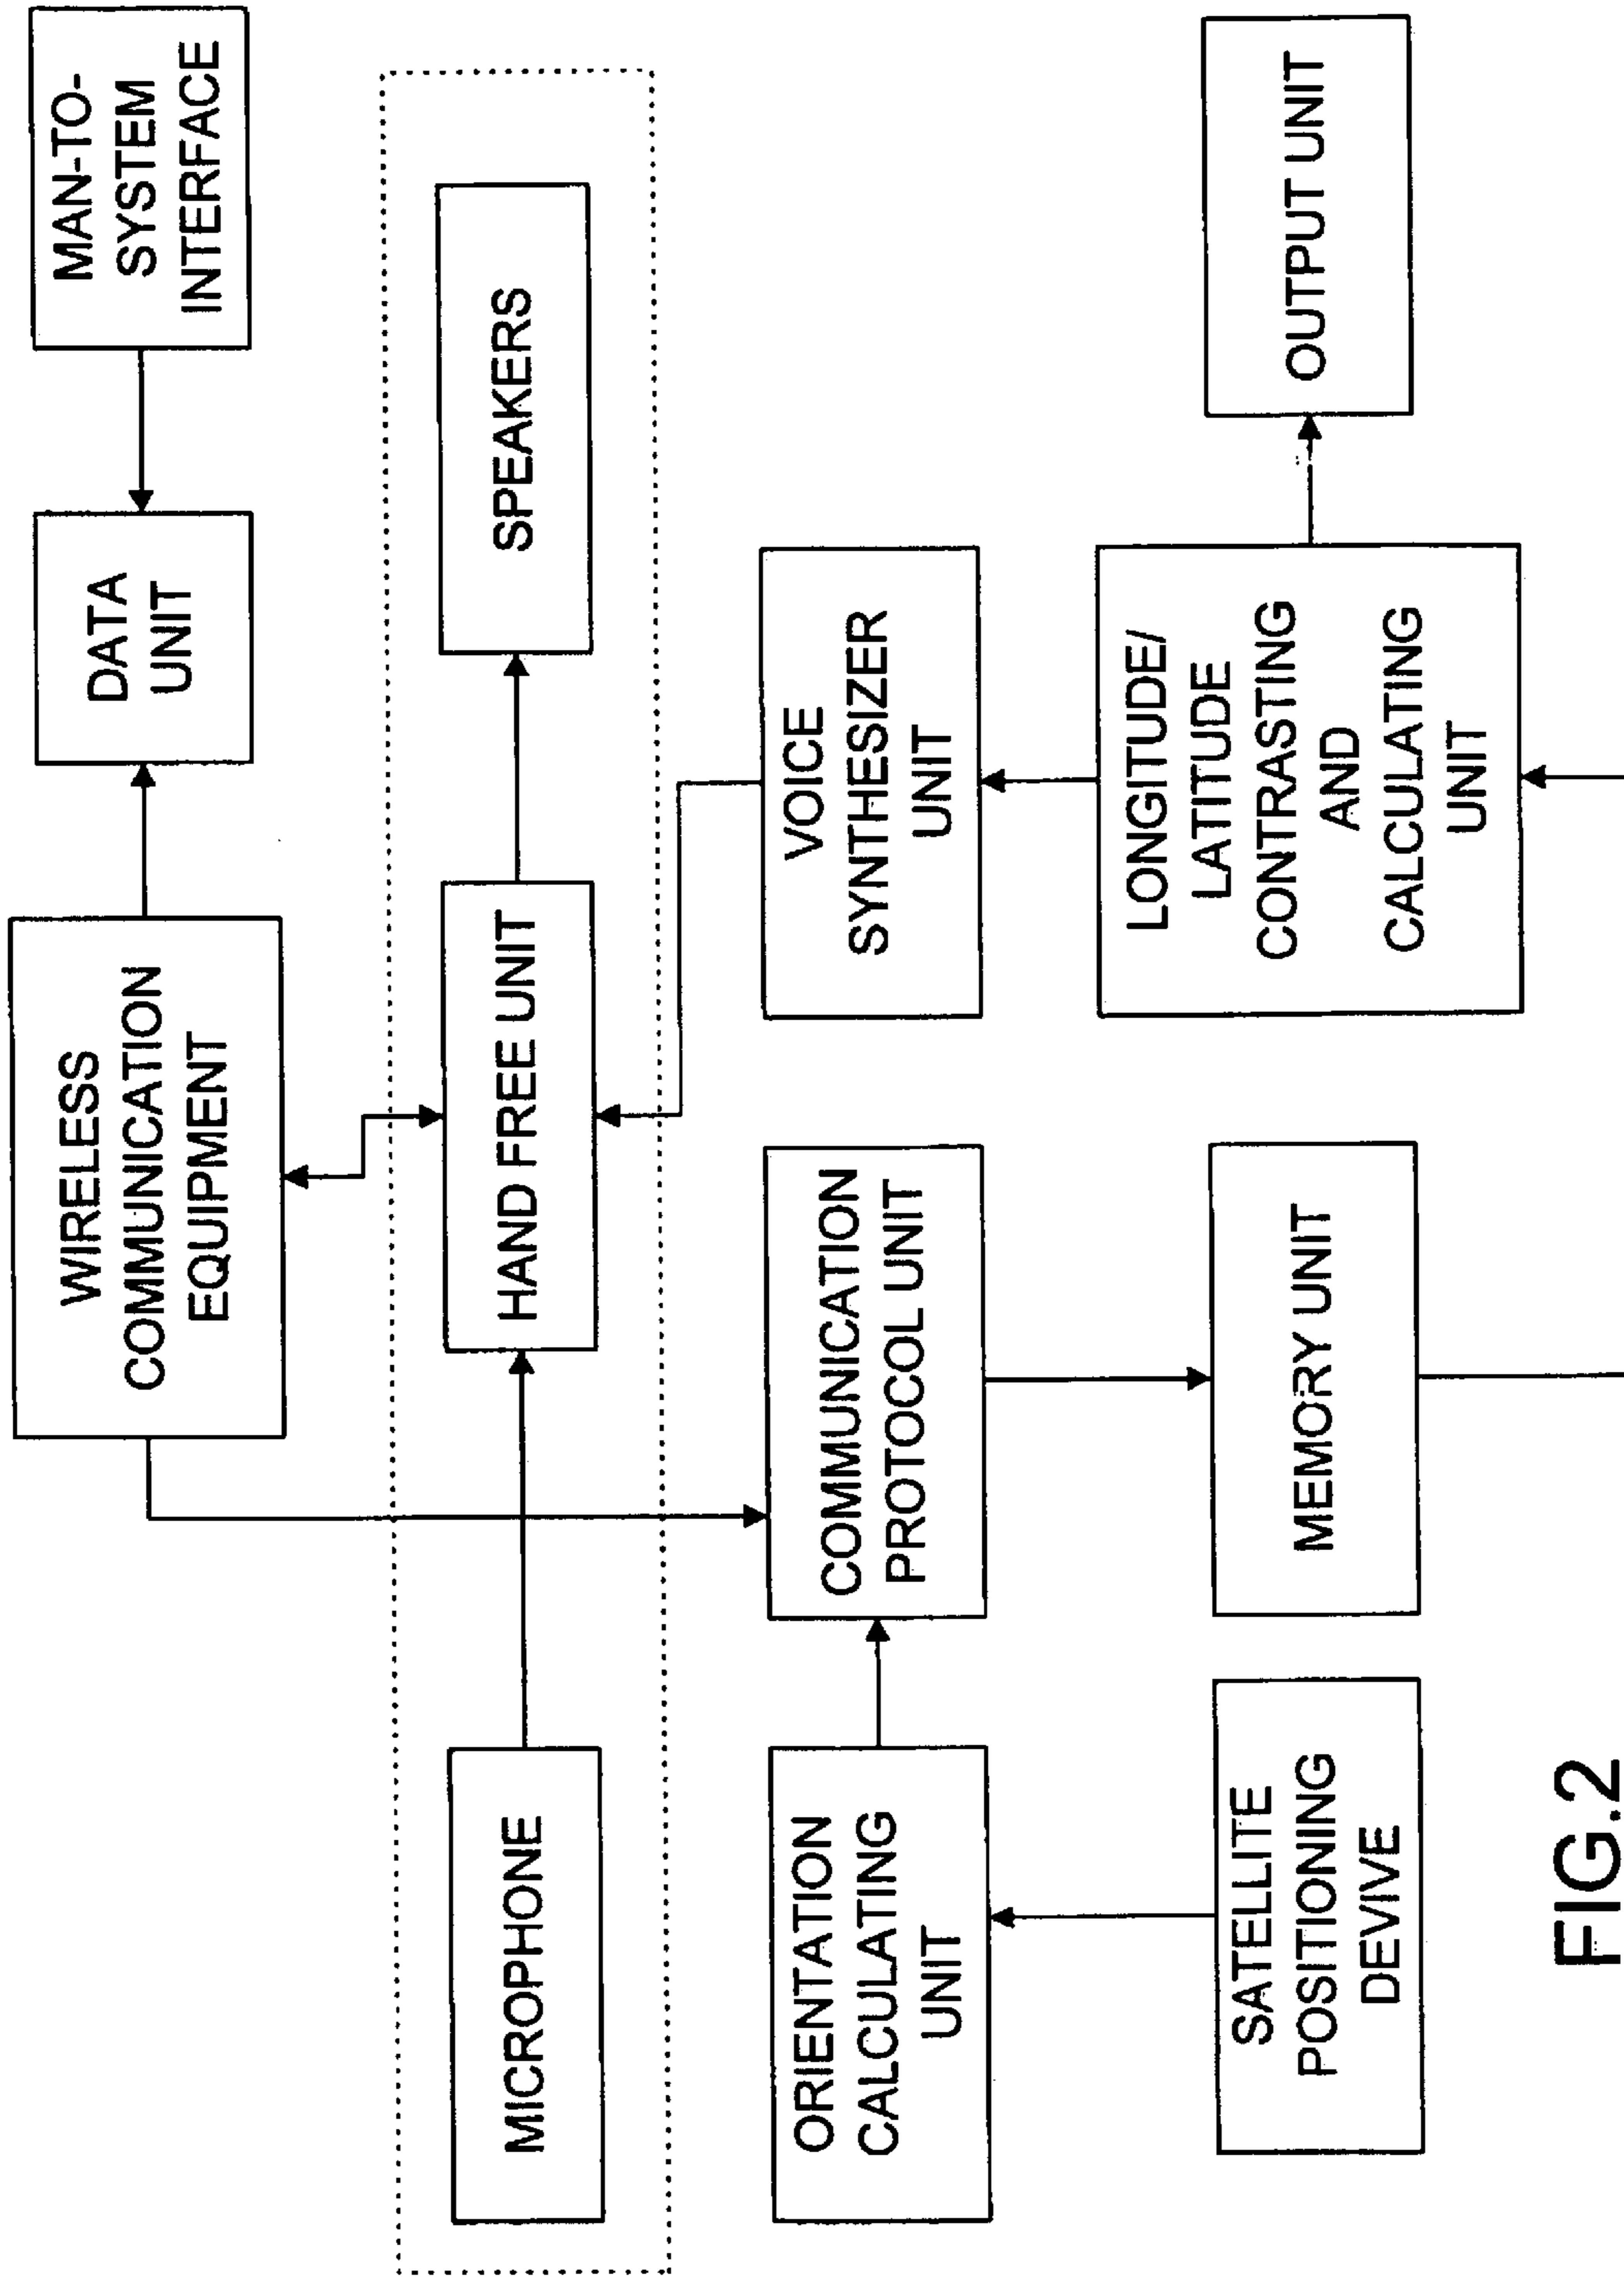 WIRELESS
COMMUNICATION
EQUIPMENT
DATA
UNIT
MAN-TO-
SYSTEM
INTERFACE
MICROPHONE
HAND FREE UNIT
SPEAKERS
ORIENTATION
CALCULATING
UNIT
COMMUNICATION
PROTOCOL UNIT
VOICE
SYNTHESIZER
UNIT
SATELLITE
POSITIONING
DEVIVE
MEMORY UNIT
LONGITUDE/
LATITUDE
CONTRASTING
AND
CALCULATING
UNIT
OUTPUT UNIT
FIG.2